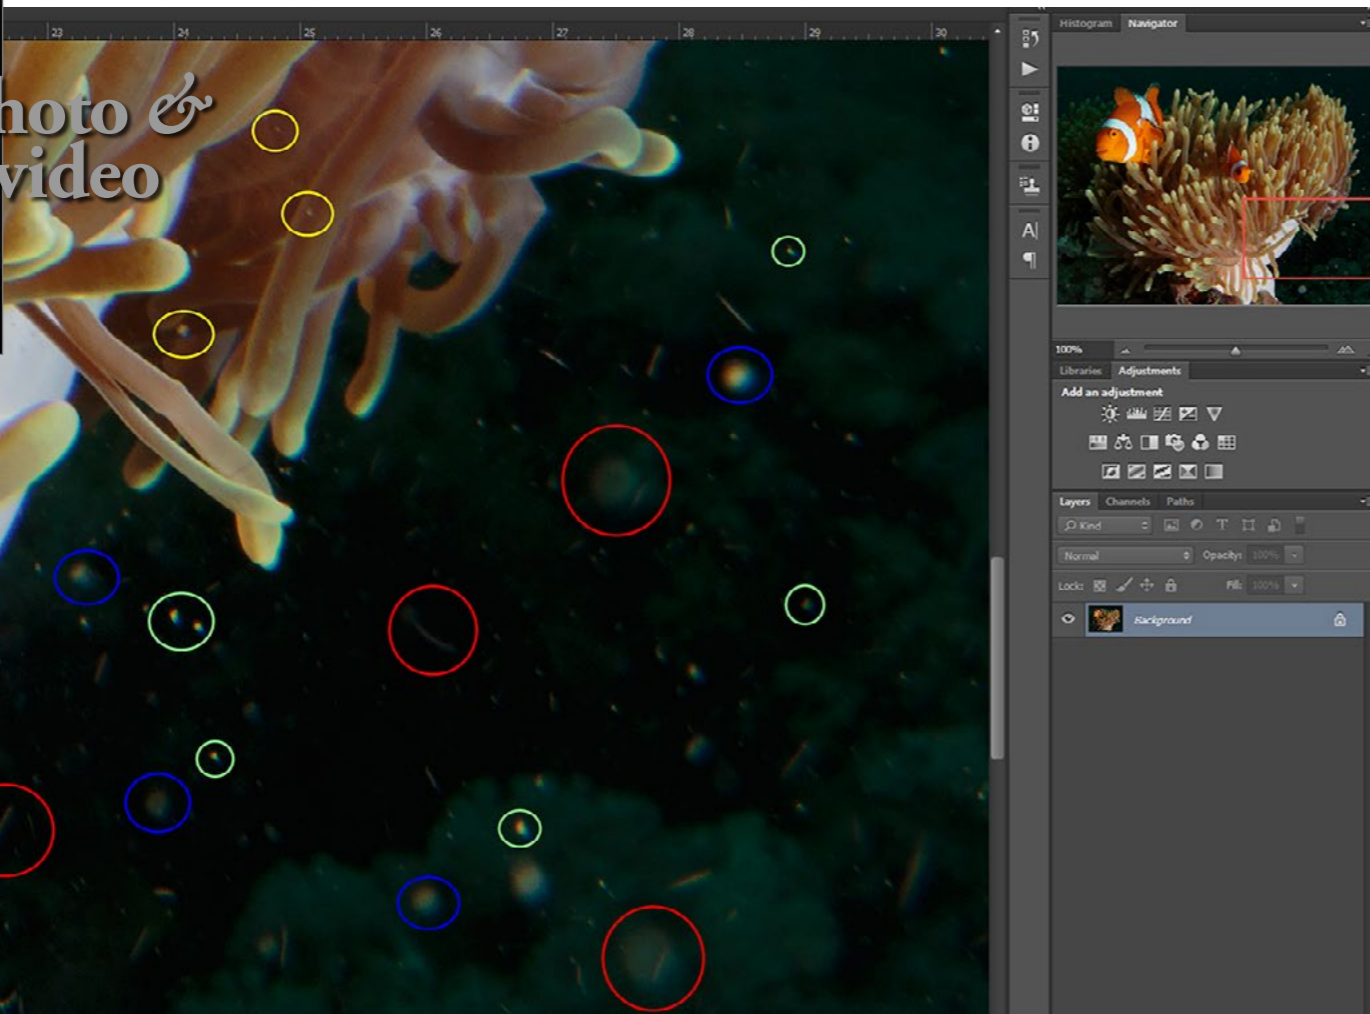 23 24 25 26 27 28 29 30
hoto &
video
Histogram Navigator
100%
Libraries Adjustments
Add an adjustment
A
Layers Channels Paths
Kind
T
Normal Opacity: 100%
Lock: Fill: 100%
Background